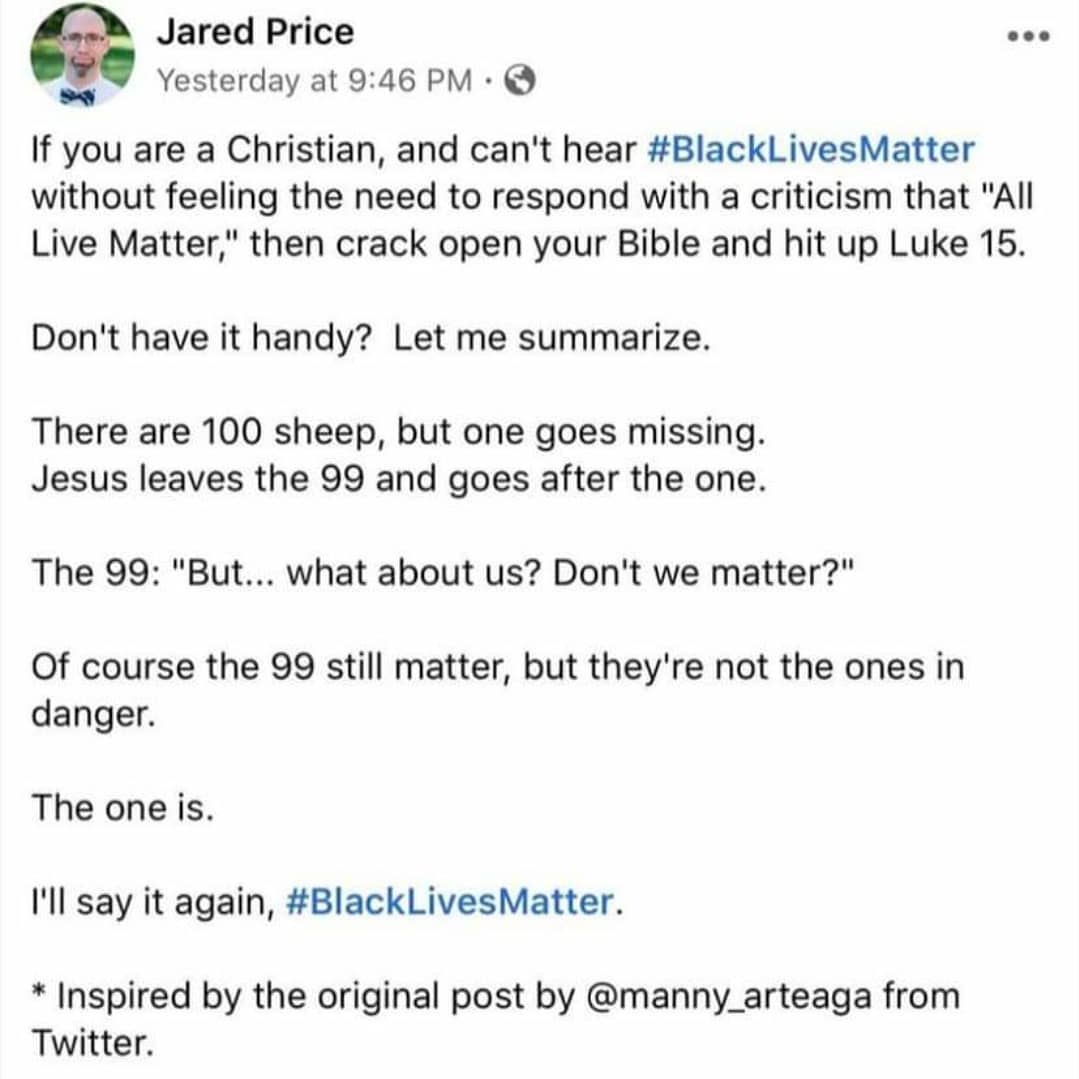 Jared Price
Yesterday at 9:46 PM ·
If you are a Christian, and can't hear #BlackLivesMatter
without feeling the need to respond with a criticism that "All
Live Matter," then crack open your Bible and hit up Luke 15.
Don't have it handy?  Let me summarize.
There are 100 sheep, but one goes missing.
Jesus leaves the 99 and goes after the one.
The 99: "But... what about us? Don't we matter?"
Of course the 99 still matter, but they're not the ones in
danger.
The one is.
I'll say it again, #BlackLivesMatter.
* Inspired by the original post by @manny_arteaga from
Twitter.